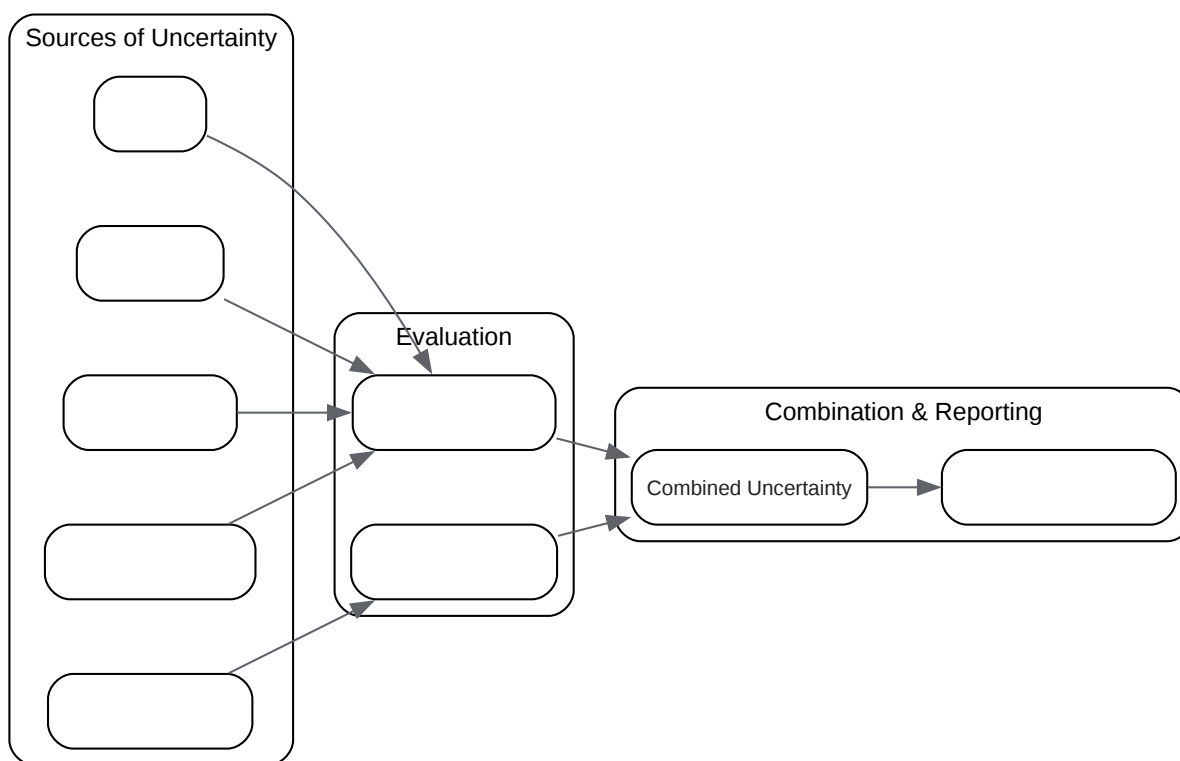 Sources of Uncertainty
Evaluation
Combination & Reporting
Combined Uncertainty